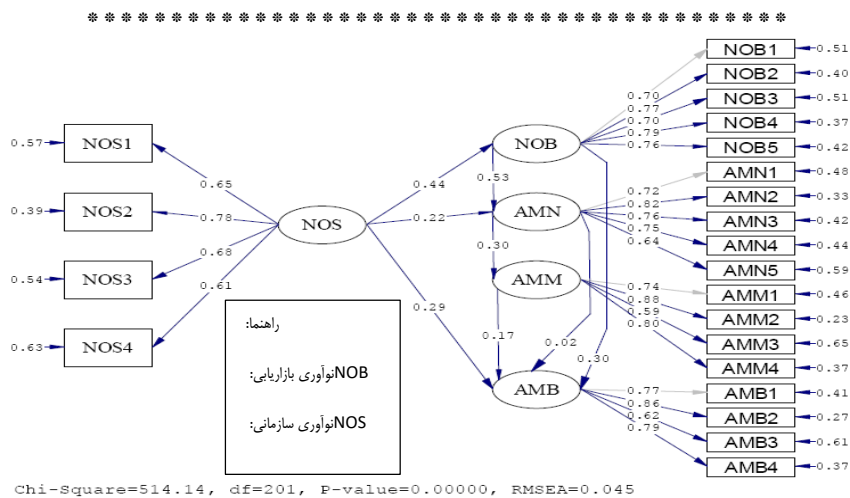 NOB1 0.51
NOB2 0.40
NOB3 0.51
NOB4 0.37
NOB5 0.42
0.70
0.77
0.70
0.79
0.76
0.57 NOS1
0.39 NOS2
0.54 NOS3
0.63 NOS4
0.65
0.78
0.68
0.61
NOS
0.44
0.22
0.29
NOB
0.53
AMN
0.30
AMM
0.17
0.02
0.30
AMB
AMN1 0.48
AMN2 0.33
AMN3 0.42
AMN4 0.44
AMN5 0.59
0.72
0.82
0.76
0.75
0.64
AMM1 0.46
AMM2 0.23
AMM3 0.65
AMM4 0.37
0.74
0.88
0.59
0.80
AMB1 0.41
AMB2 0.27
AMB3 0.61
AMB4 0.37
0.77
0.86
0.62
0.79
راهنما:
NOBنوآوری بازاریابی:
NOSنوآوری سازمانی:
Chi-Square=514.14, df=201, P-value=0.00000, RMSEA=0.045